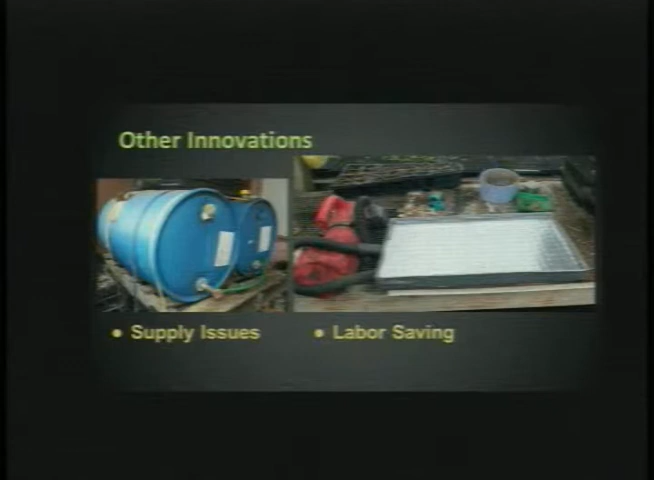 Other Innovations
• Supply Issues
• Labor Saving